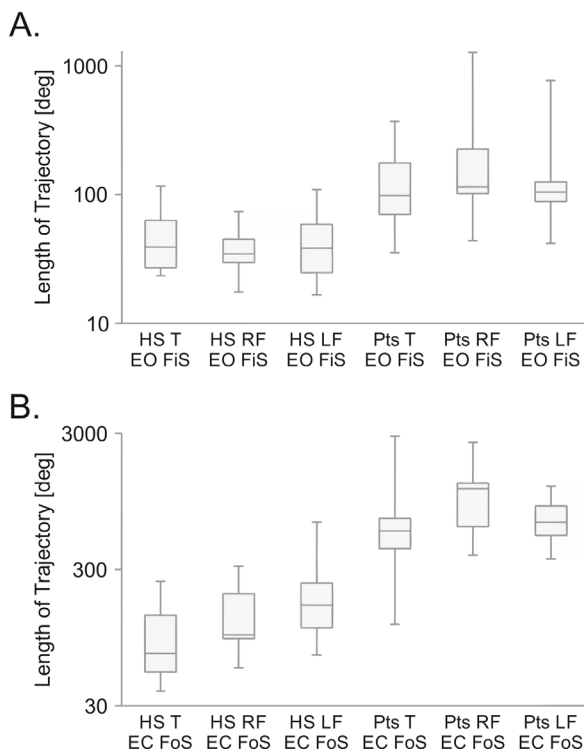 A.
Length of Trajectory [deg]
1000
100
10
HS T HS RF HS LF Pts T Pts RF Pts LF
EO FiS EO FiS EO FiS EO FiS EO FiS EO FiS
B.
Length of Trajectory [deg]
3000
300
30
HS T HS RF HS LF Pts T Pts RF Pts LF
EC FoS EC FoS EC FoS EC FoS EC FoS EC FoS